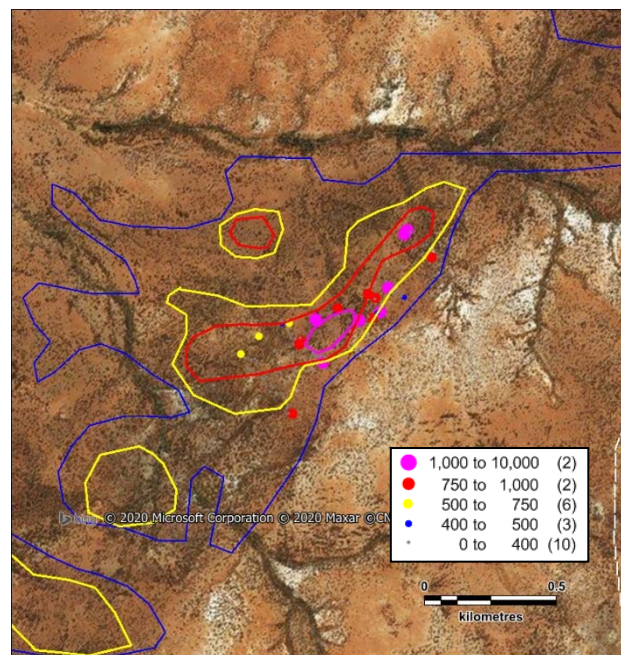 1,000 to 10,000 (2)
750 to 1,000 (2)
500 to 750 (6)
400 to 500 (3)
0 to 400 (10)
© 2020 Microsoft Corporation © 2020 Maxar ©CN
0 0.5
kilometres